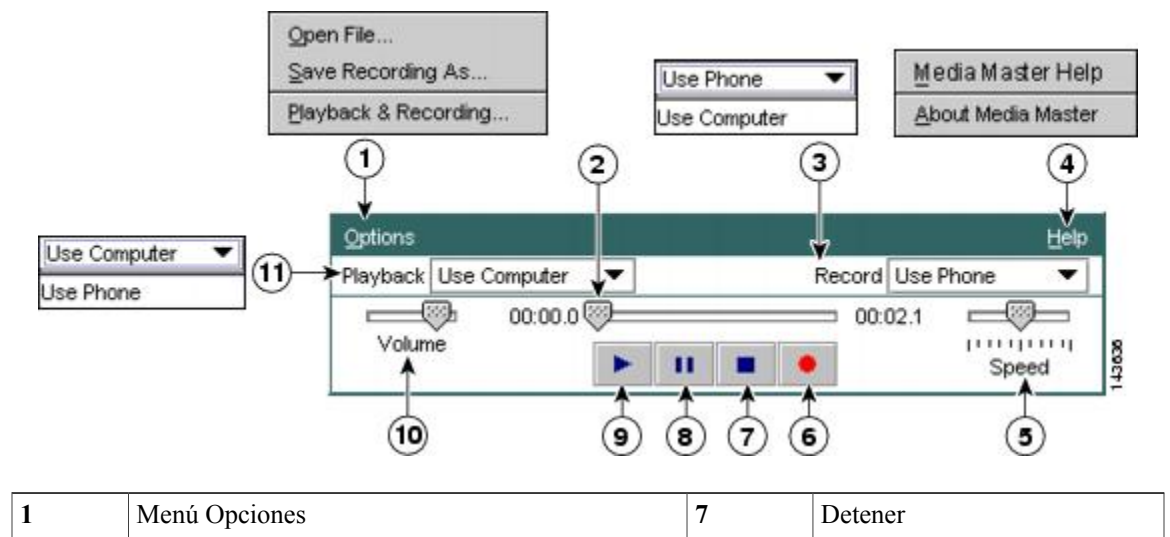 Open File...
Save Recording As...
Playback & Recording...
Use Phone
Use Computer
Media Master Help
About Media Master
1
2
3
4
Options
Help
Use Computer
Use Phone
11
Playback Use Computer
Record Use Phone
00:00.0
00:02.1
Volume
Speed
143636
10
9
8
7
6
5
1 Menú Opciones 7 Detener